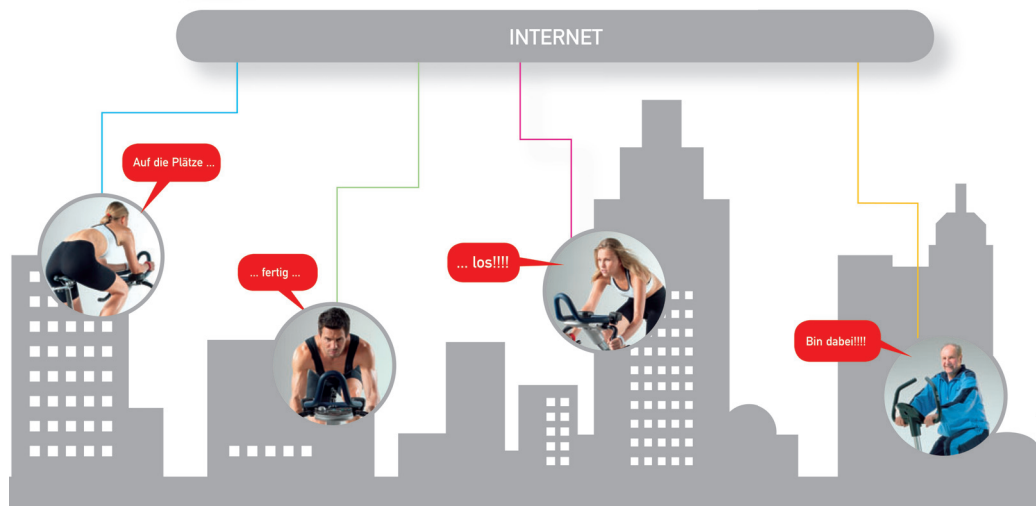 INTERNET
Auf die Plätze ...
... fertig ...
... los!!!!
Bin dabei!!!!